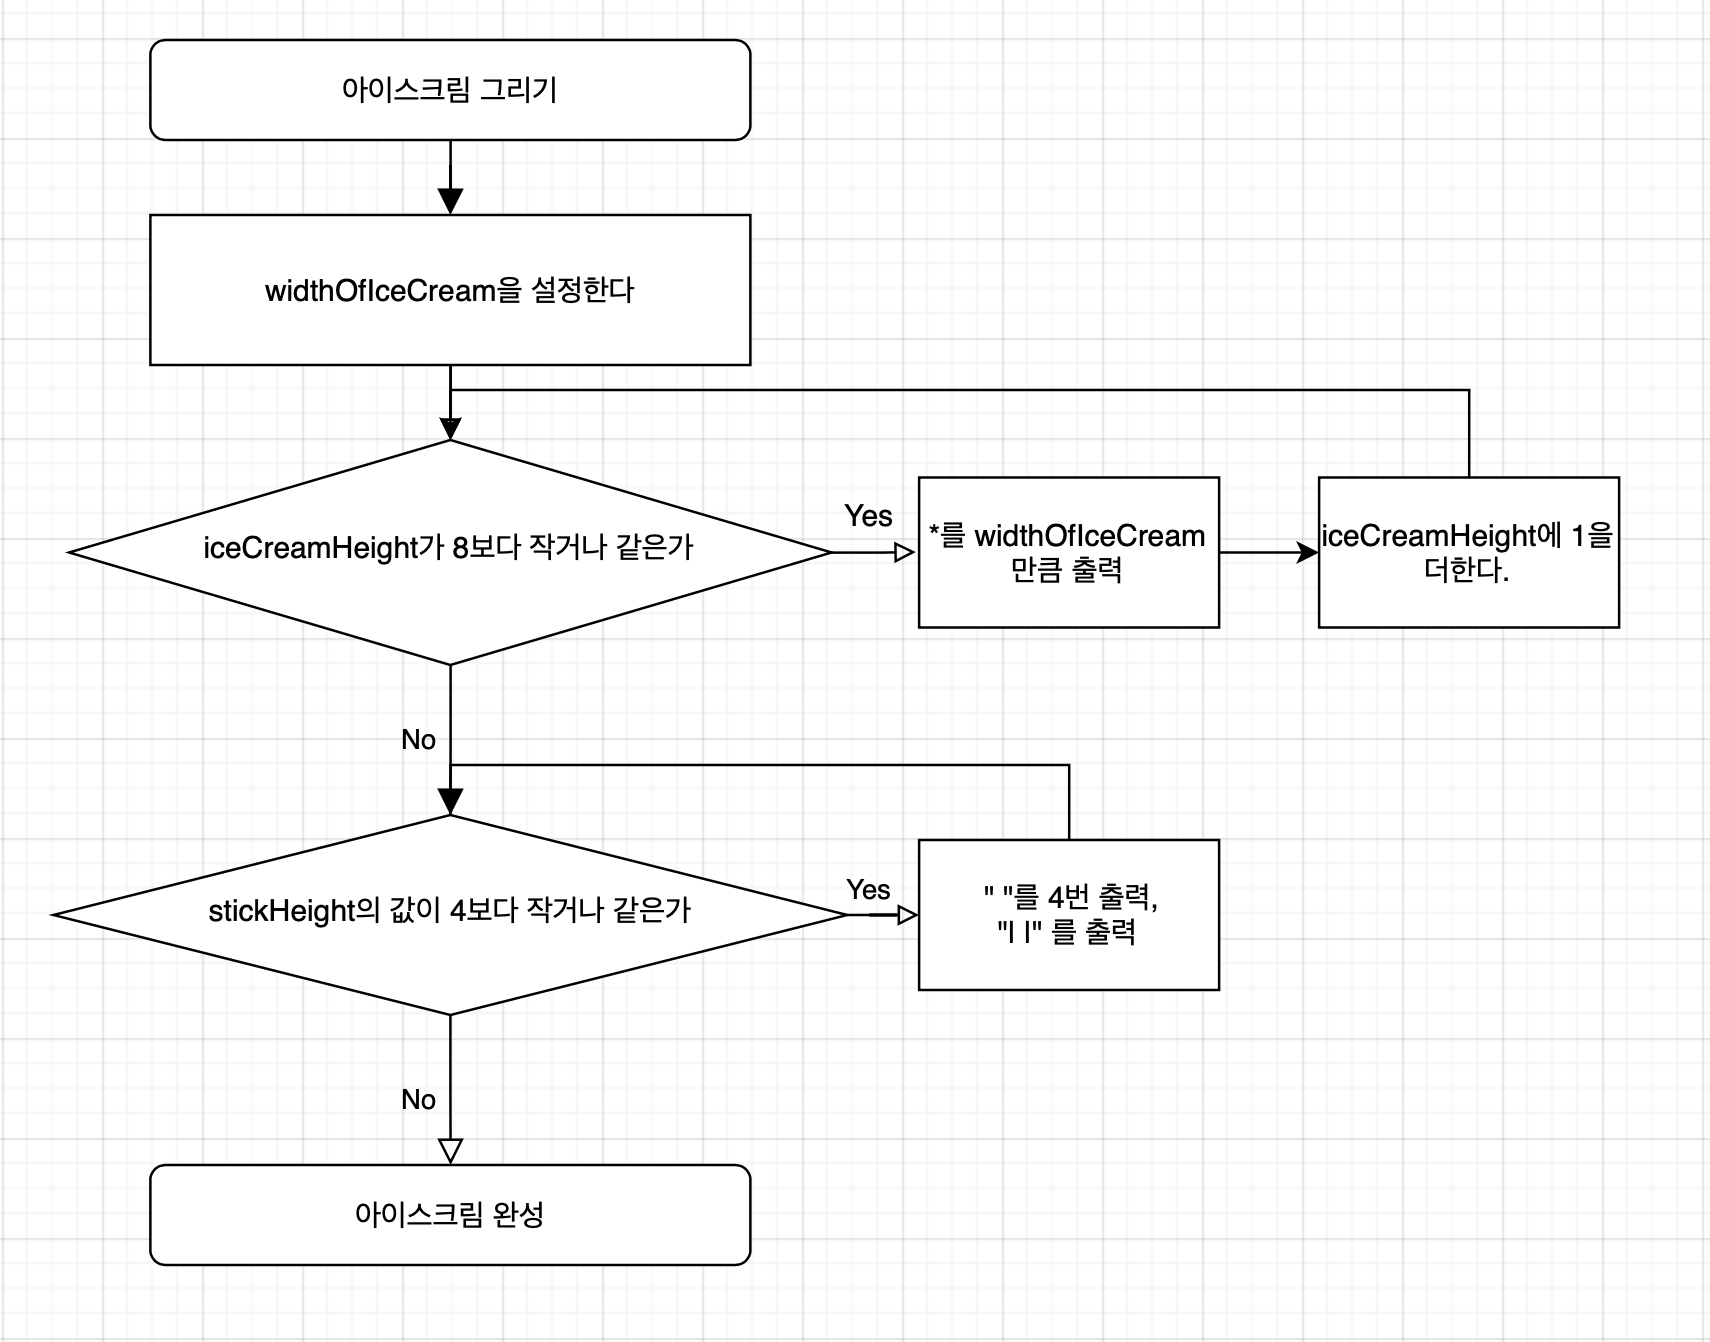 아이스크림 그리기
widthOfIceCream을 설정한다
iceCreamHeight가 8보다 작거나 같은가
Yes
*를 widthOfIceCream
만큼 출력
iceCreamHeight에 1을
더한다.
No
stickHeight의 값이 4보다 작거나 같은가
Yes
" "를 4번 출력,
"| |" 를 출력
No
아이스크림 완성